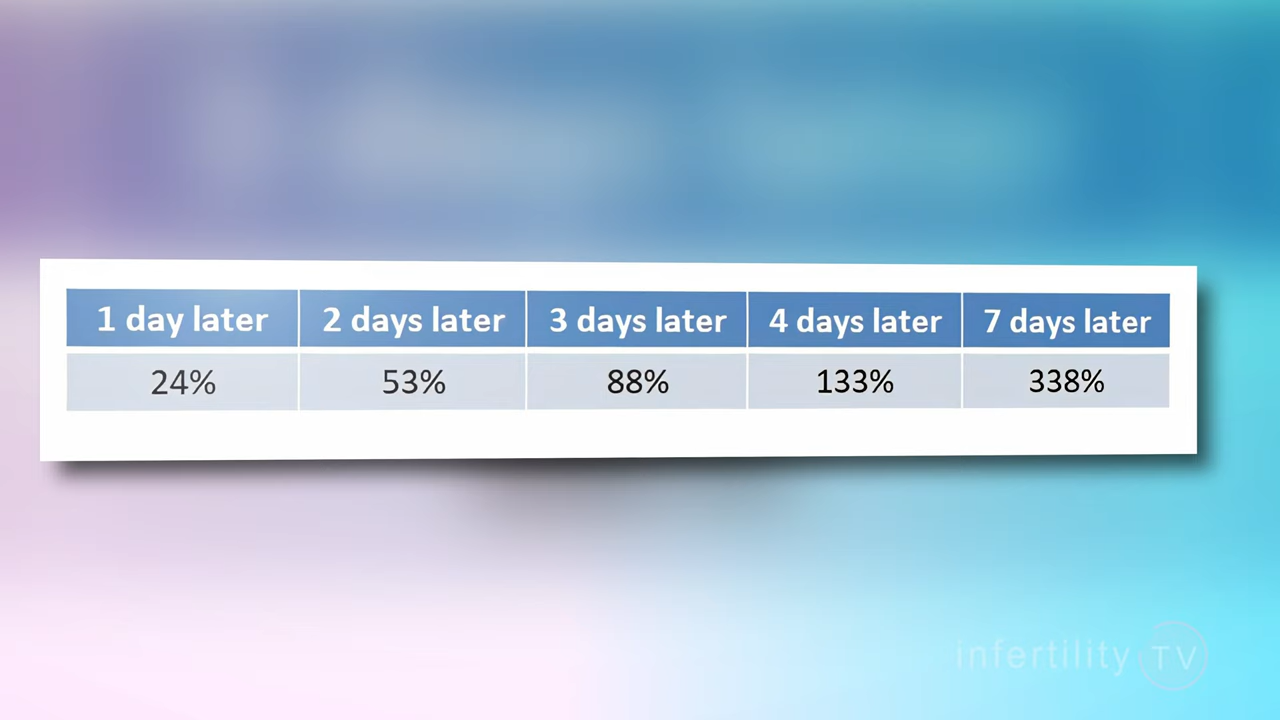 1 day later 2 days later 3 days later 4 days later 7 days later
24% 53% 88% 133% 338%
infertility TV